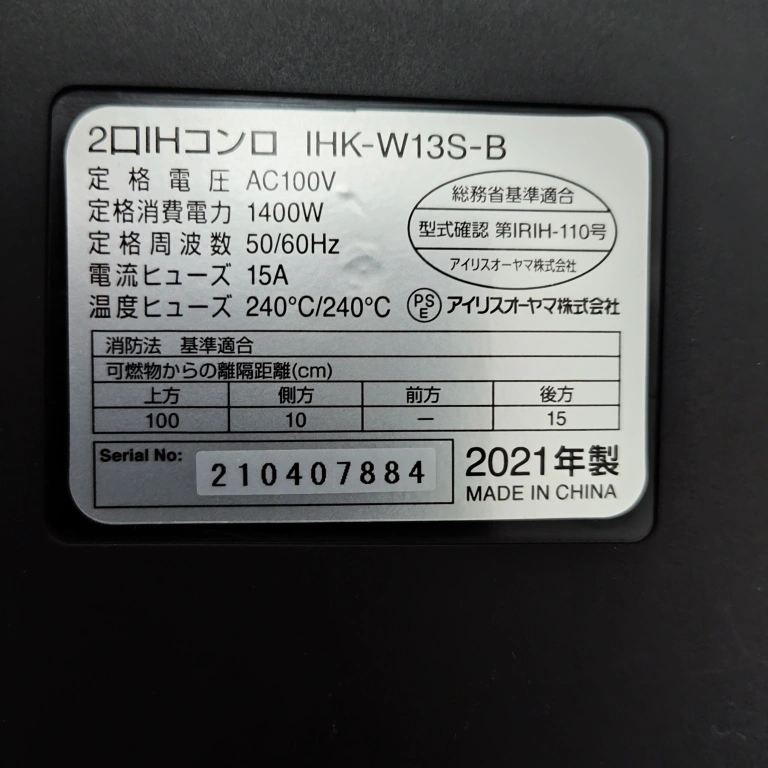 2口IHコンロ IHK-W13S-B
定格電圧 AC100V
定格消費電力 1400W
定格周波数 50/60Hz
電流ヒューズ 15A
温度ヒューズ 240℃/240℃
総務省基準適合
型式確認 第IRIH-110号
アイリスオーヤマ株式会社
PSE アイリスオーヤマ株式会社
消防法 基準適合
可燃物からの離隔距離(cm)
上方 側方 前方 後方
100 10 ー 15
Serial No: 210407884
2021年製
MADE IN CHINA